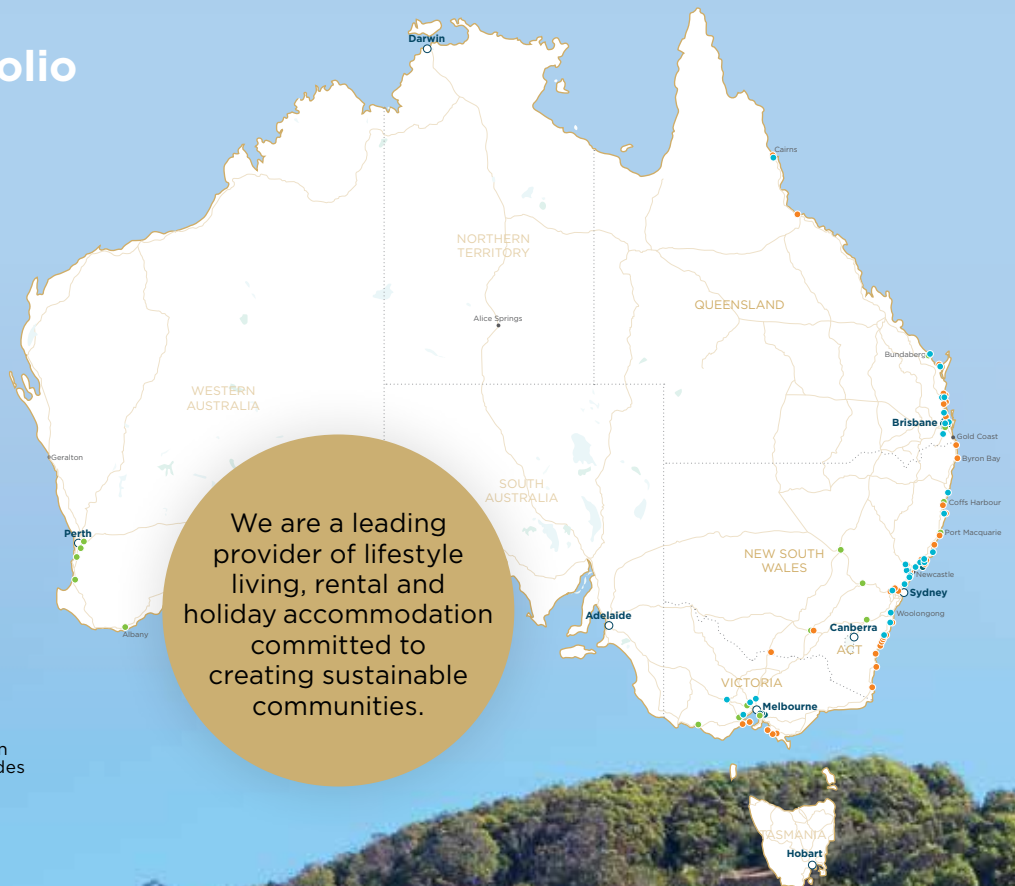 olio
Darwin
Cairns
NORTHERN
TERRITORY
QUEENSLAND
Alice Springs
Bundaberg
WESTERN
AUSTRALIA
Brisbane
Gold Coast
Byron Bay
Geralton
SOUTH
AUSTRALIA
Coffs Harbour
Perth
Port Macquarie
We are a leading
provider of lifestyle
living, rental and
holiday accommodation
committed to
creating sustainable
communities.
NEW SOUTH
WALES
Newcastle
Sydney
Adelaide
Woolongong
Canberra
Albany
ACT
VICTORIA
Melbourne
n
des
TASMANIA
Hobart